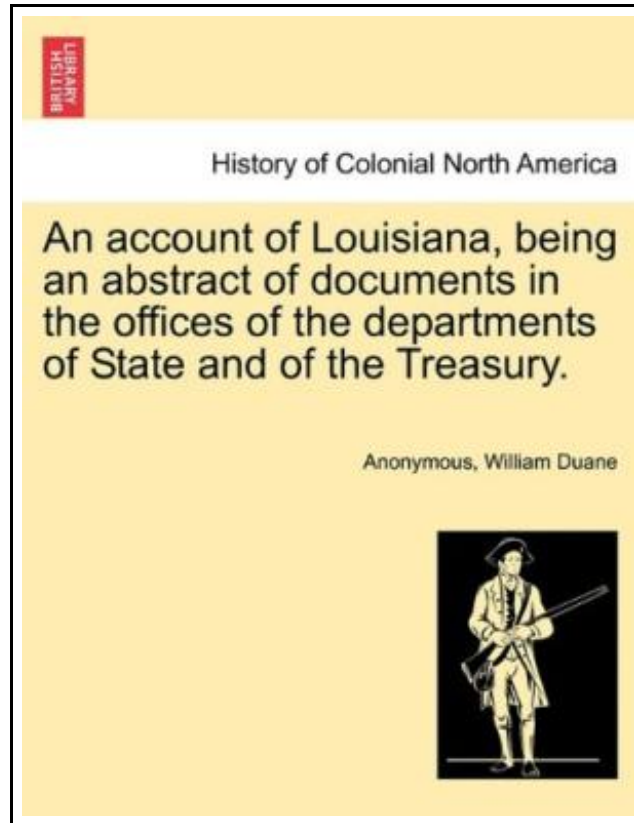 BRITISH
LIBRARY
History of Colonial North America
An account of Louisiana, being
an abstract of documents in
the offices of the departments
of State and of the Treasury.
Anonymous, William Duane